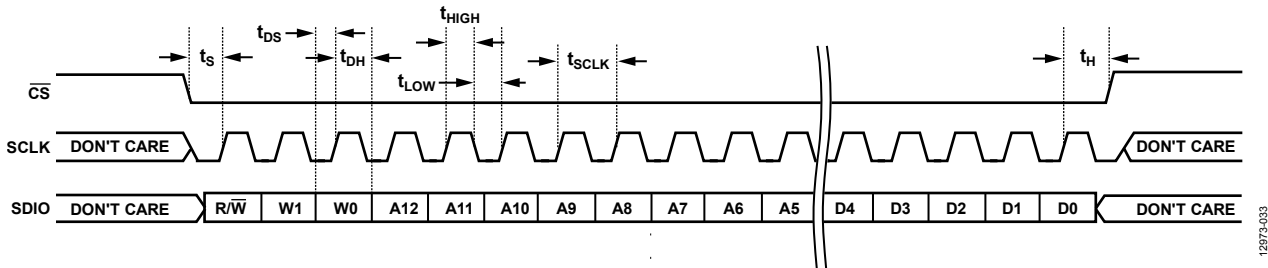 tHIGH
tDS
tS
tDH
tSCLK
tH
tLOW
CS
SCLK DON'T CARE DON'T CARE
SDIO DON'T CARE R/W W1 W0 A12 A11 A10 A9 A8 A7 A6 A5 D4 D3 D2 D1 D0 DON'T CARE
12973-033